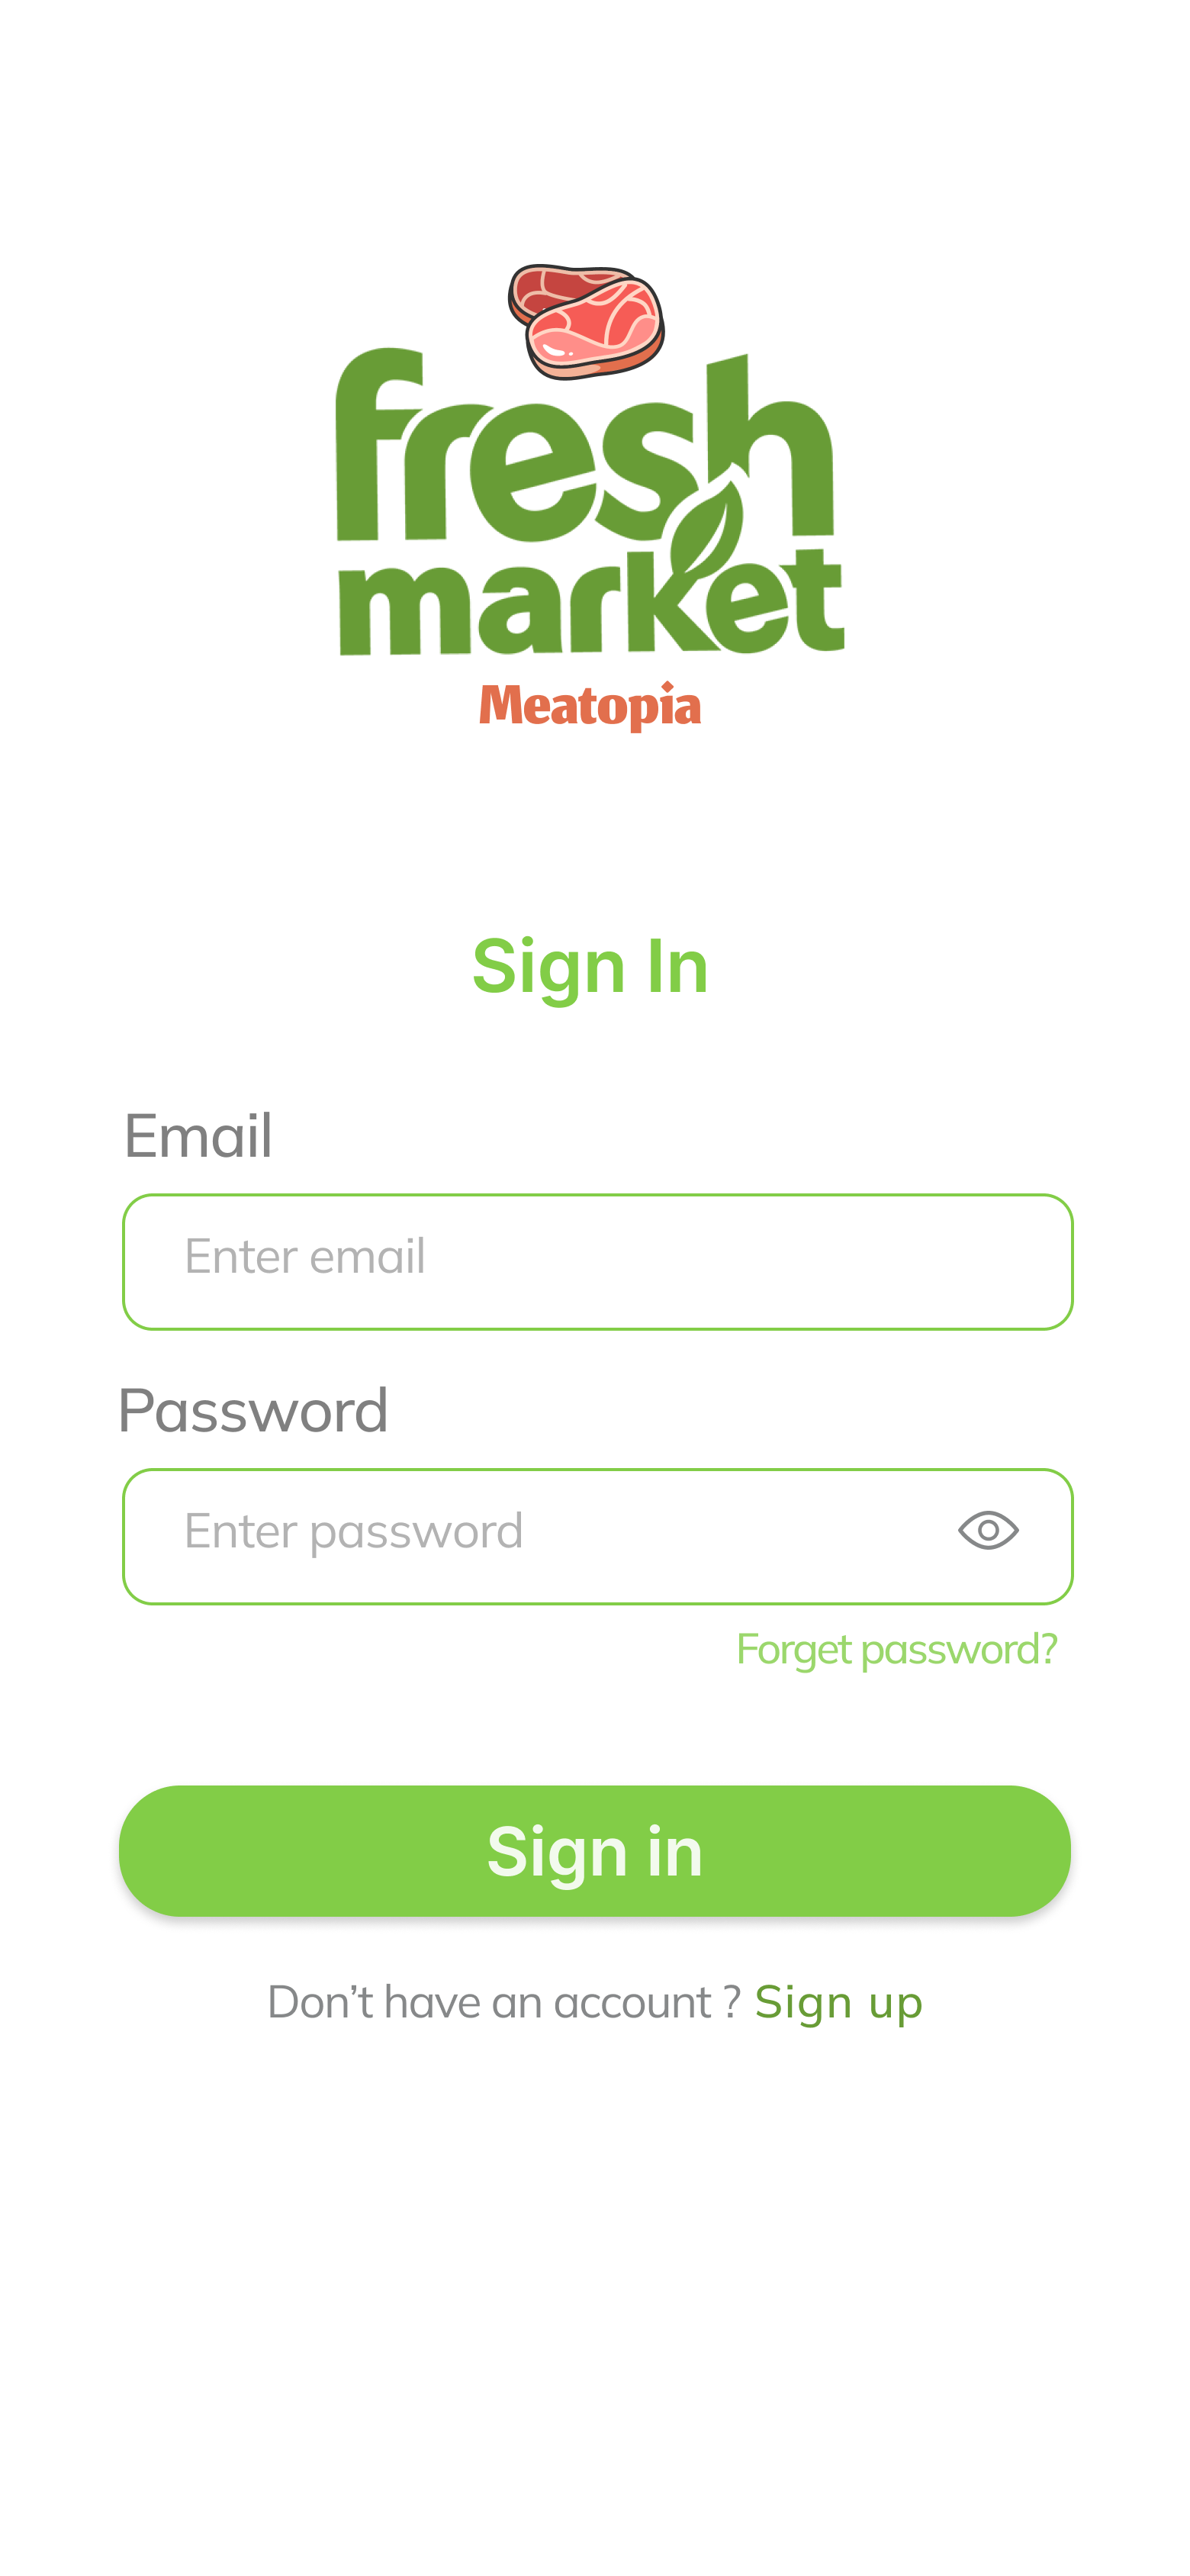 fresh
market
Meatopia
Sign In
Email
Enter email
Password
Enter password
Forget password?
Sign in
Don’t have an account ? Sign up